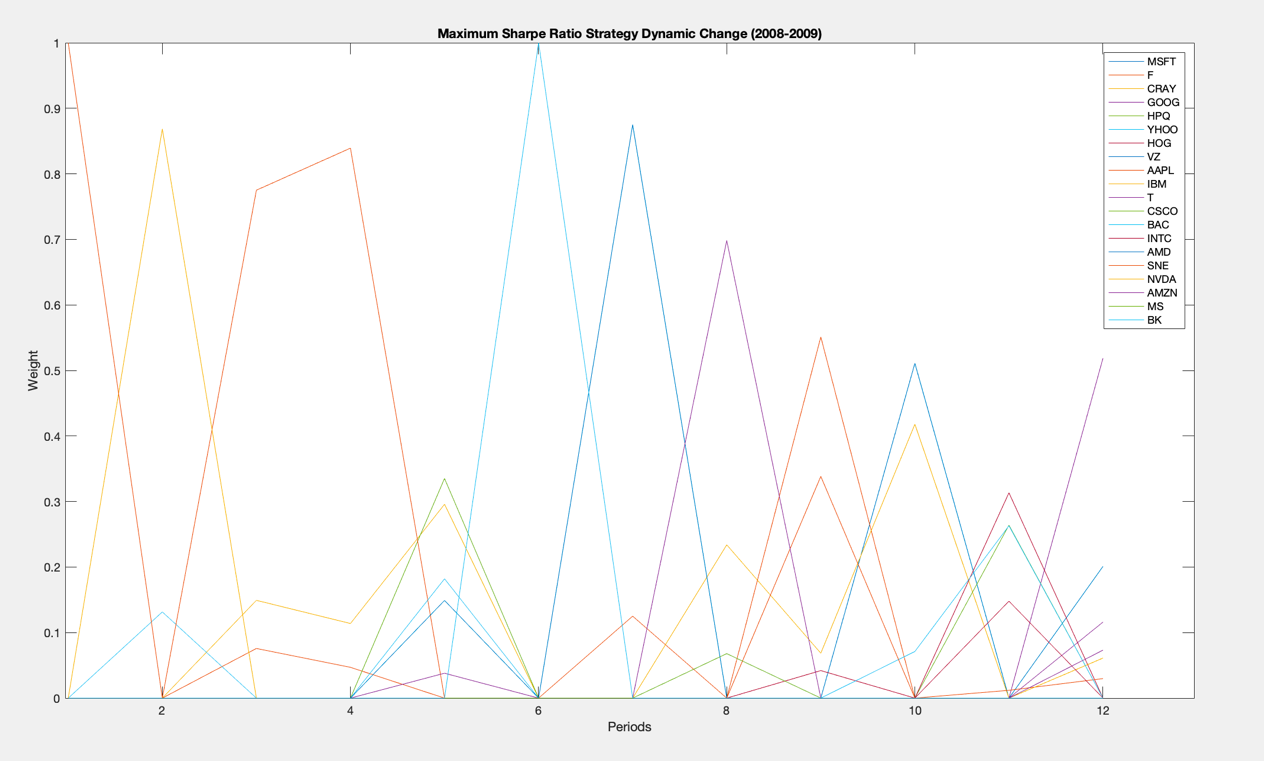 Maximum Sharpe Ratio Strategy Dynamic Change (2008-2009)
1
0.9
0.8
0.7
0.6
0.5
0.4
0.3
0.2
0.1
0
Weight
2 4 6 8 10 12
Periods
MSFT
F
CRAY
GOOG
HPQ
YHOO
HOG
VZ
AAPL
IBM
T
CSCO
BAC
INTC
AMD
SNE
NVDA
AMZN
MS
BK